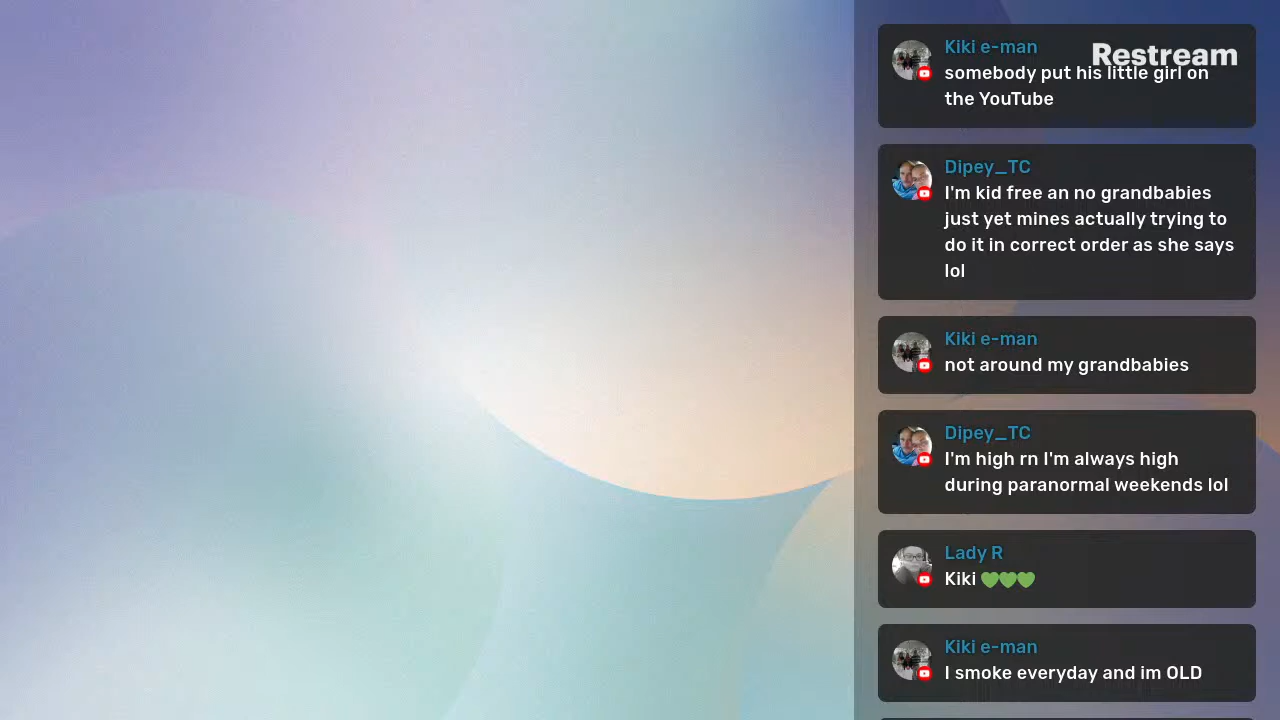 Restream
Kiki e-man
somebody put his little girl on
the YouTube
Dipey_TC
I'm kid free an no grandbabies
just yet mines actually trying to
do it in correct order as she says
lol
Kiki e-man
not around my grandbabies
Dipey_TC
I'm high rn I'm always high
during paranormal weekends lol
Lady R
Kiki 💚💚💚
Kiki e-man
I smoke everyday and im OLD